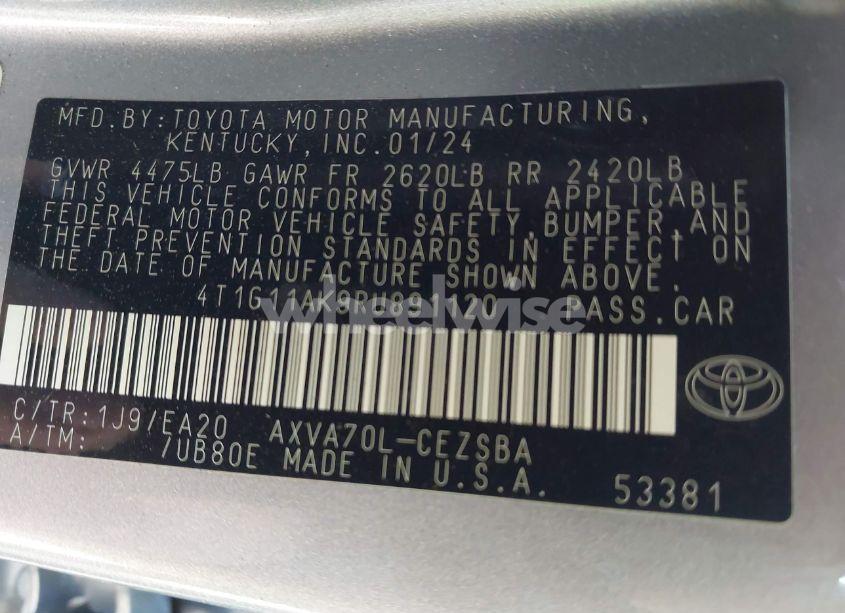 MFD.BY:TOYOTA MOTOR MANUFACTURING,
KENTUCKY,INC.01/24
GVWR 4475LB GAWR FR 2620LB RR 2420LB
THIS VEHICLE CONFORMS TO ALL APPLICABLE
FEDERAL MOTOR VEHICLE SAFETY,BUMPER,AND
THEFT PREVENTION STANDARDS IN EFFECT ON
THE DATE OF MANUFACTURE SHOWN ABOVE.
PASS.CAR
wheelwise
C/TR:1J9/EA20 AXVA70L-CEZSBA
A/TM: 7UB80E MADE IN U.S.A.
53381